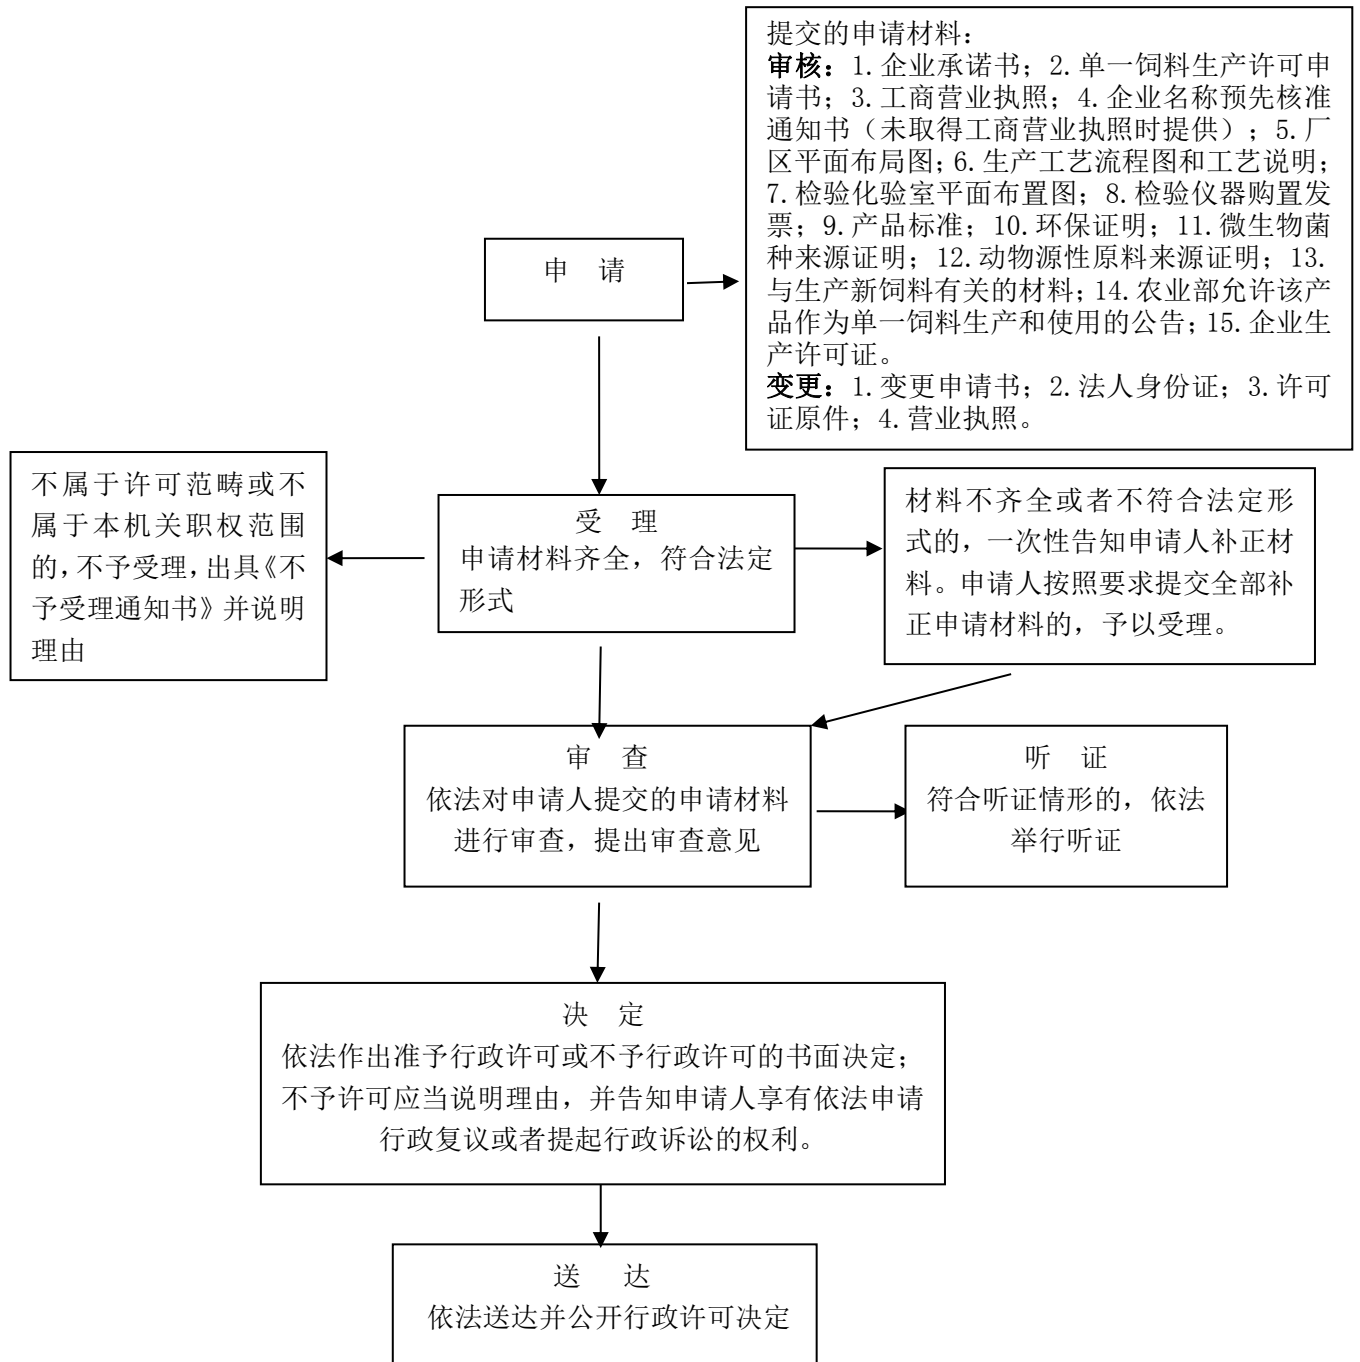 提交的申请材料：
审核：1.企业承诺书；2.单一饲料生产许可申
请书；3.工商营业执照；4.企业名称预先核准
通知书（未取得工商营业执照时提供）；5.厂
区平面布局图；6.生产工艺流程图和工艺说明；
7.检验化验室平面布置图；8.检验仪器购置发
票；9.产品标准；10.环保证明；11.微生物菌
种来源证明；12.动物源性原料来源证明；13.
与生产新饲料有关的材料；14.农业部允许该产
品作为单一饲料生产和使用的公告；15.企业生
产许可证。
变更：1.变更申请书；2.法人身份证；3.许可
证原件；4.营业执照。
申 请
不属于许可范畴或不
属于本机关职权范围
的，不予受理，出具《不
予受理通知书》并说明
理由
受 理
申请材料齐全，符合法定
形式
材料不齐全或者不符合法定形
式的，一次性告知申请人补正材
料。申请人按照要求提交全部补
正申请材料的，予以受理。
审 查
依法对申请人提交的申请材料
进行审查，提出审查意见
听 证
符合听证情形的，依法
举行听证
决 定
依法作出准予行政许可或不予行政许可的书面决定；
不予许可应当说明理由，并告知申请人享有依法申请
行政复议或者提起行政诉讼的权利。
送 达
依法送达并公开行政许可决定